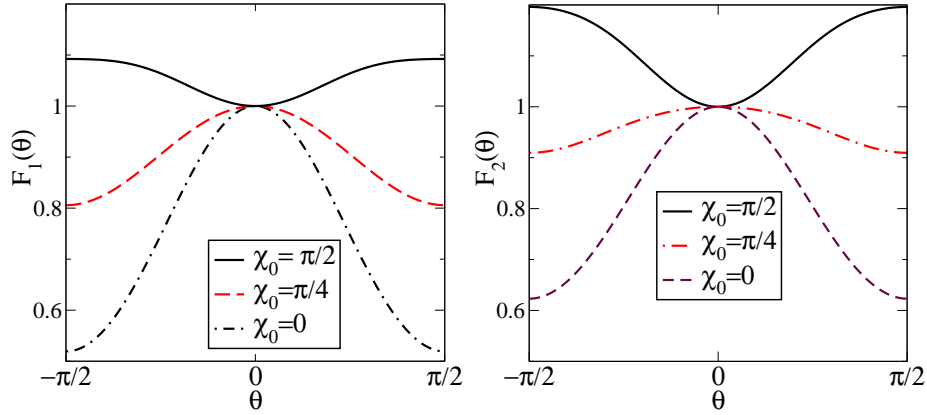 1
0.8
0.6
F₁(θ)
χ₀= π/2
χ₀=π/4
χ₀=0
−π/2
0
π/2
θ
1
0.8
0.6
F₂(θ)
χ₀=π/2
χ₀=π/4
χ₀=0
−π/2
0
π/2
θ